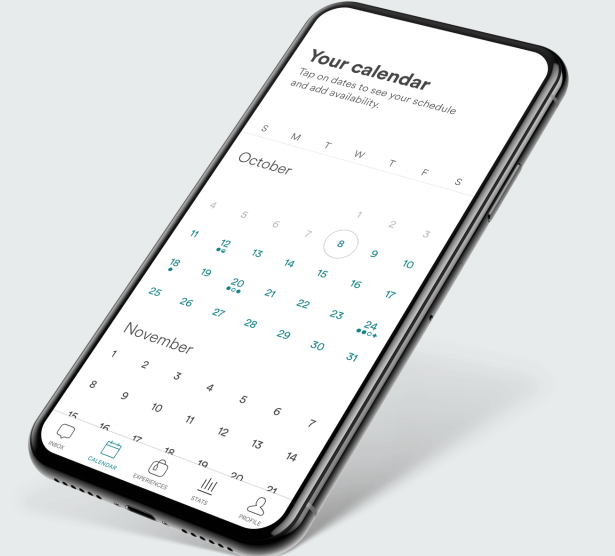 Your calendar
Tap on dates to see your schedule
and add availability.
S M T W T F S
October
1 2 3
4 5 6 7 8 9 10
11 12 13 14 15 16 17
18 19 20 21 22 23 24
25 26 27 28 29 30 31
November
1 2 3 4 5 6 7
8 9 10 11 12 13 14
15 16 17 18 19 20 21
INBOX CALENDAR EXPERIENCES STATS PROFILE